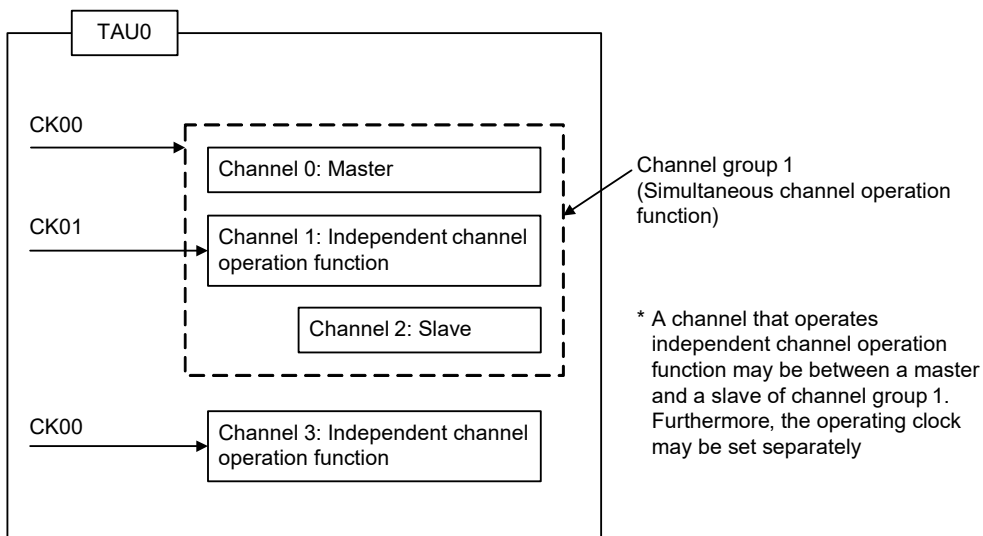 TAU0
CK00
Channel 0: Master
CK01
Channel 1: Independent channel
operation function
Channel 2: Slave
CK00
Channel 3: Independent channel
operation function
Channel group 1
(Simultaneous channel operation
function)
* A channel that operates
independent channel operation
function may be between a master
and a slave of channel group 1.
Furthermore, the operating clock
may be set separately